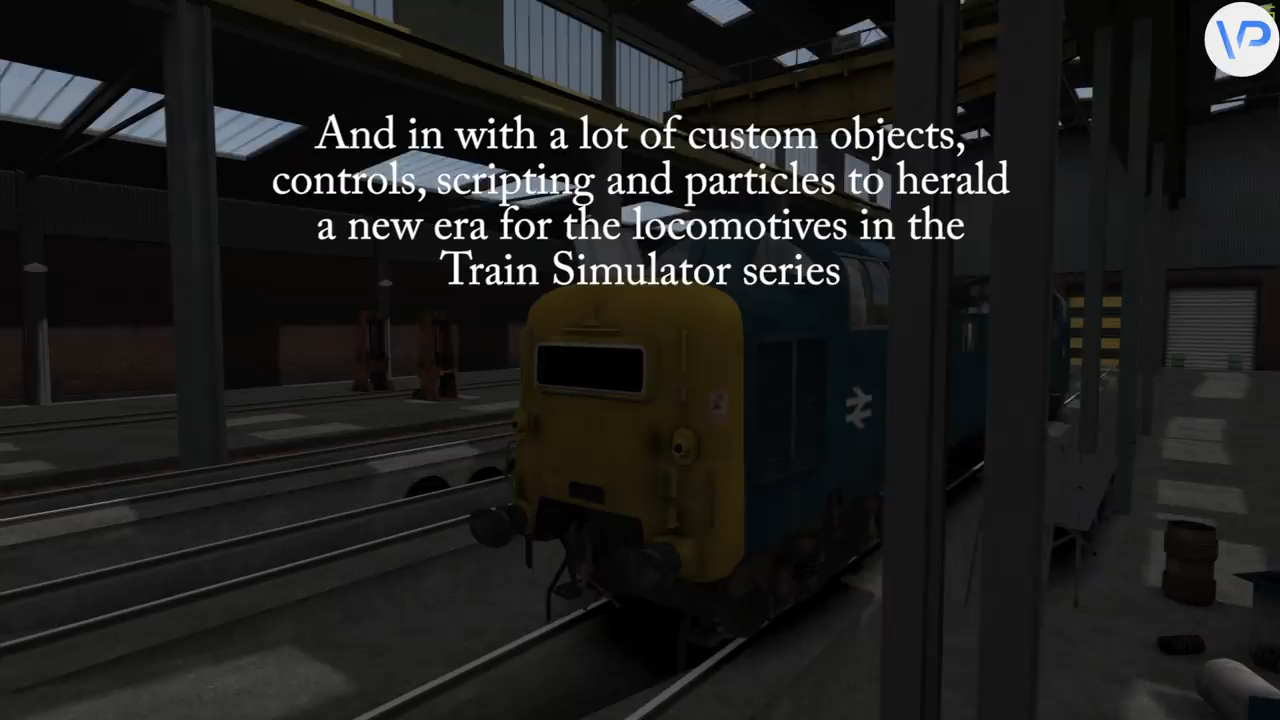 And in with a lot of custom objects,
controls, scripting and particles to herald
a new era for the locomotives in the
Train Simulator series
VP